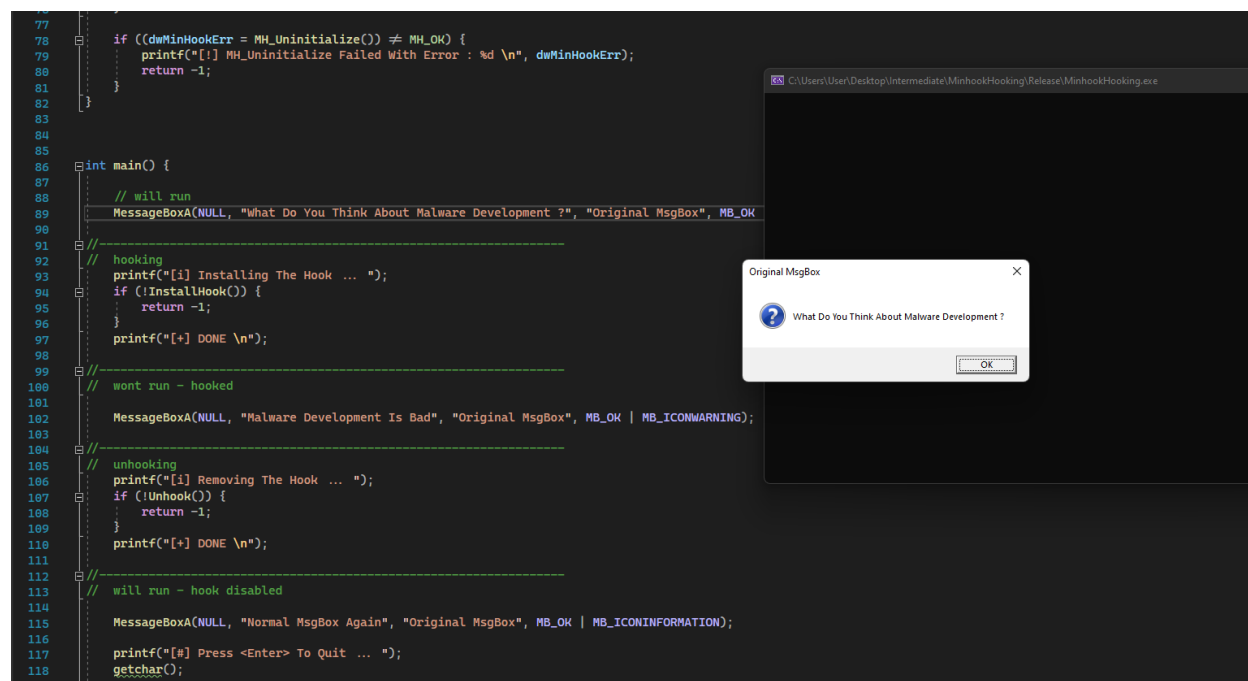 77
78 if ((dwMinHookErr = MH_Uninitialize()) ≠ MH_OK) {
79 printf("[!] MH_Uninitialize Failed With Error : %d \n", dwMinHookErr);
80 return -1;
81 }
82 }
83
84
85
86 int main() {
87
88 // will run
89 MessageBoxA(NULL, "What Do You Think About Malware Development ?", "Original MsgBox", MB_OK
90
91 //------------------------------------------------------------------
92 // hooking
93 printf("[i] Installing The Hook ... ");
94 if (!InstallHook()) {
95 return -1;
96 }
97 printf("[+] DONE \n");
98
99 //------------------------------------------------------------------
100 // wont run - hooked
101
102 MessageBoxA(NULL, "Malware Development Is Bad", "Original MsgBox", MB_OK | MB_ICONWARNING);
103
104 //------------------------------------------------------------------
105 // unhooking
106 printf("[i] Removing The Hook ... ");
107 if (!Unhook()) {
108 return -1;
109 }
110 printf("[+] DONE \n");
111
112 //------------------------------------------------------------------
113 // will run - hook disabled
114
115 MessageBoxA(NULL, "Normal MsgBox Again", "Original MsgBox", MB_OK | MB_ICONINFORMATION);
116
117 printf("[#] Press <Enter> To Quit ... ");
118 getchar();
C:\Users\User\Desktop\Intermediate\MinhookHooking\Release\MinhookHooking.exe
Original MsgBox
What Do You Think About Malware Development ?
OK